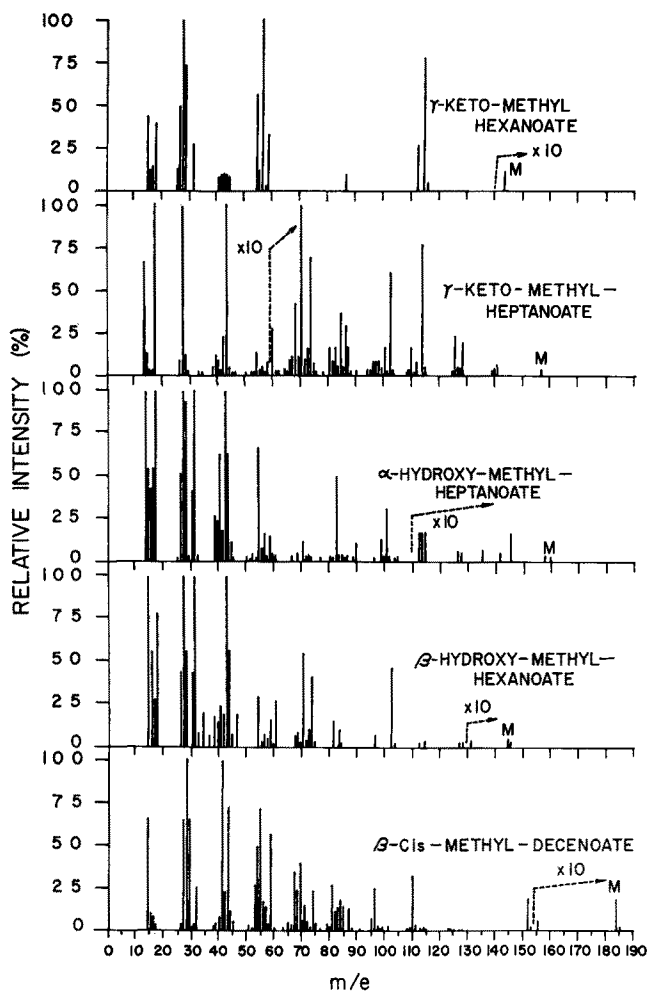 RELATIVE INTENSITY (%)
100
75
50
25
0
γ-KETO-METHYL
HEXANOATE
x10
M
100
75
50
25
0
x10
γ-KETO-METHYL-
HEPTANOATE
M
100
75
50
25
0
α-HYDROXY-METHYL-
HEPTANOATE
x10
M
100
75
50
25
0
β-HYDROXY-METHYL-
HEXANOATE
x10
M
100
75
50
25
0
β-Cis-METHYL-DECENOATE
x10
M
0 10 20 30 40 50 60 70 80 90 100 110 120 130 140 150 160 170 180 190
m/e